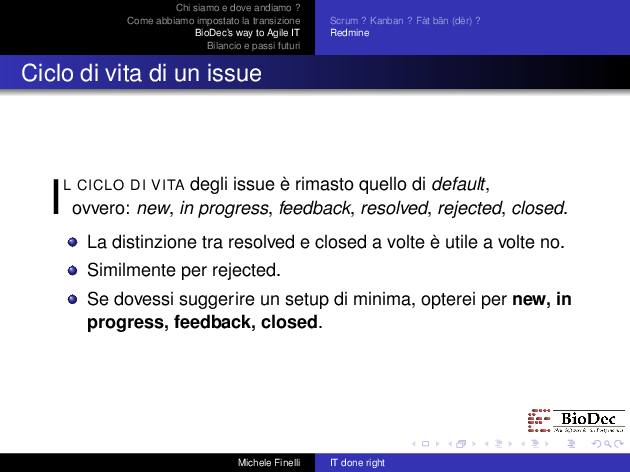 Chi siamo e dove andiamo ?
Come abbiamo impostato la transizione
BioDec's way to Agile IT
Bilancio e passi futuri
Scrum ? Kanban ? Fàt bän (dèr) ?
Redmine
Ciclo di vita di un issue
IL CICLO DI VITA degli issue è rimasto quello di default,
ovvero: new, in progress, feedback, resolved, rejected, closed.
La distinzione tra resolved e closed a volte è utile a volte no.
Similmente per rejected.
Se dovessi suggerire un setup di minima, opterei per new, in
progress, feedback, closed.
BioDec
Michele Finelli
IT done right